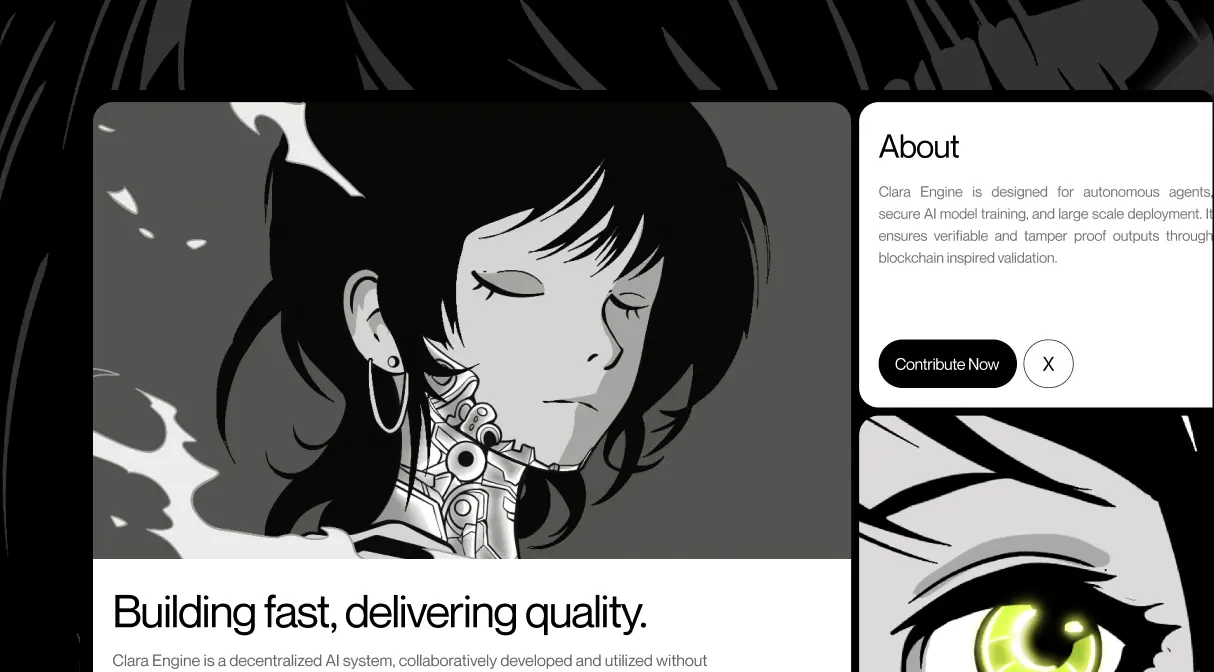 About
Clara Engine is designed for autonomous agents,
secure AI model training, and large scale deployment. It
ensures verifiable and tamper proof outputs through
blockchain inspired validation.
Contribute Now
X
Building fast, delivering quality.
Clara Engine is a decentralized AI system, collaboratively developed and utilized without